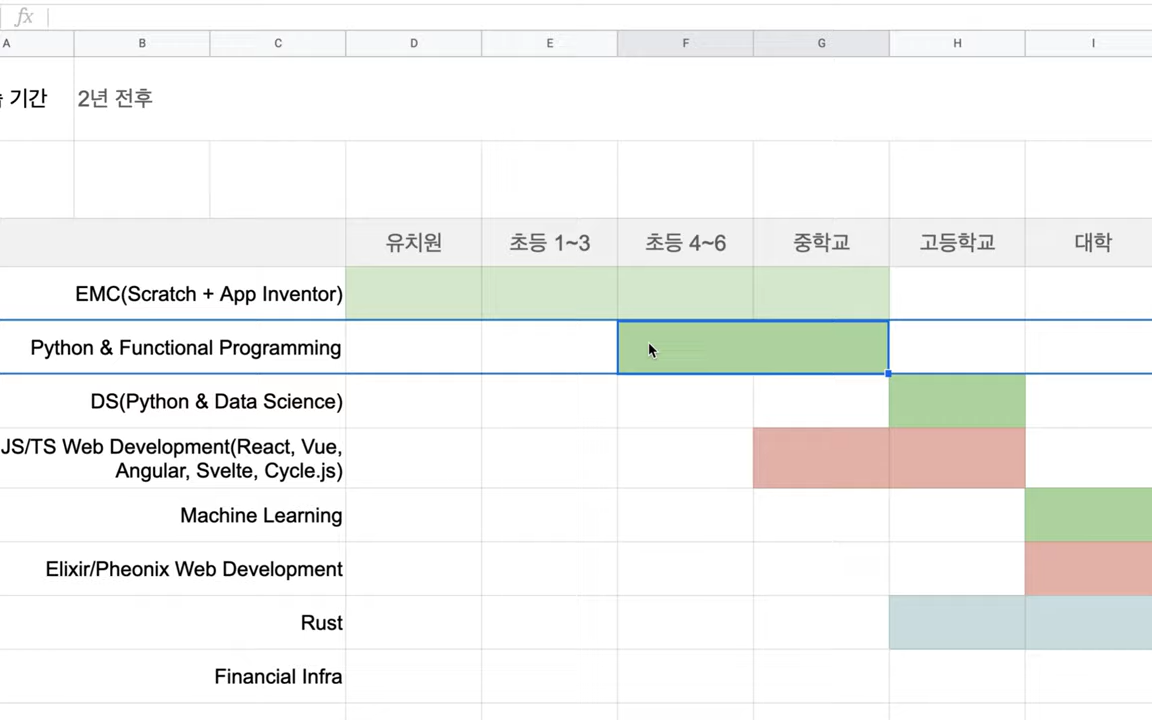 fx
A B C D E F G H I
기간 2년 전후
유치원 초등 1~3 초등 4~6 중학교 고등학교 대학
EMC(Scratch + App Inventor)
Python & Functional Programming
DS(Python & Data Science)
JS/TS Web Development(React, Vue,
Angular, Svelte, Cycle.js)
Machine Learning
Elixir/Pheonix Web Development
Rust
Financial Infra